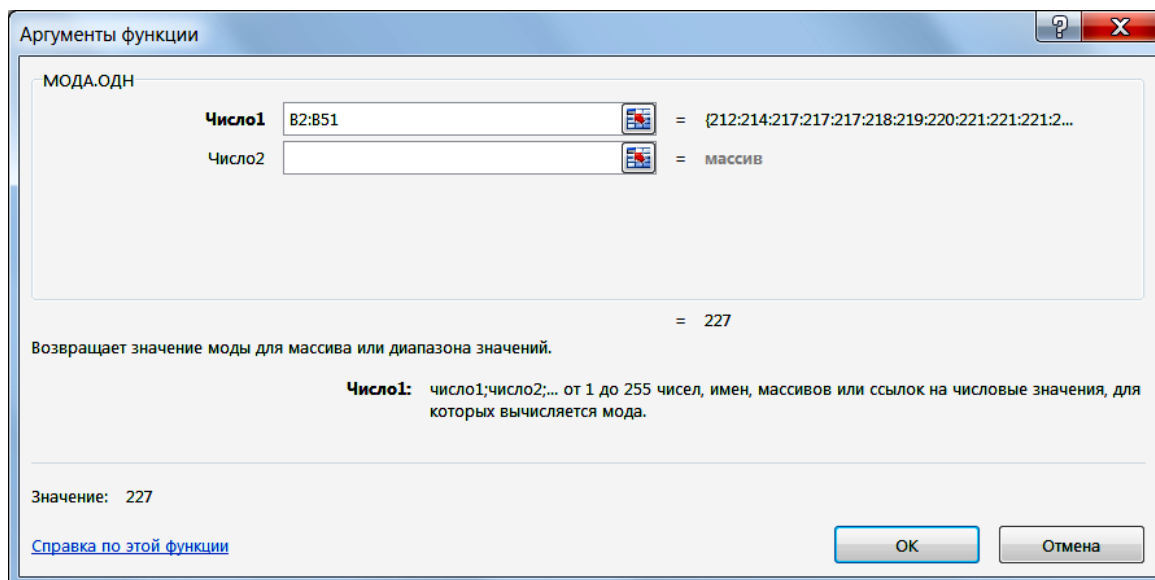 Аргументы функции
МОДА.ОДН
Число1 B2:B51 = {212:214:217:217:217:218:219:220:221:221:221:2...
Число2 = массив
= 227
Возвращает значение моды для массива или диапазона значений.
Число1: число1;число2;... от 1 до 255 чисел, имен, массивов или ссылок на числовые значения, для
которых вычисляется мода.
Значение: 227
Справка по этой функции
ОК
Отмена